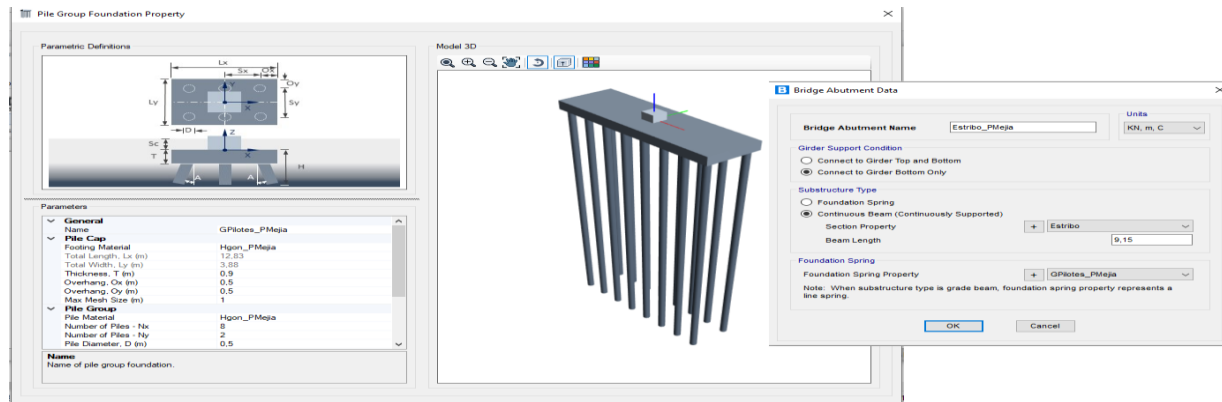 Pile Group Foundation Property
Parametric Definitions
Lx
Sx
Ox
Oy
Y
Ly
X
Sy
D
Z
Sc
T
X
H
A
A
Parameters
General
Name GPilotes_PMejia
Pile Cap
Footing Material Hgon_PMejia
Total Length, Lx (m) 12,83
Total Width, Ly (m) 3,88
Thickness, T (m) 0,9
Overhang, Ox (m) 0,5
Overhang, Oy (m) 0,5
Max Mesh Size (m) 1
Pile Group
Pile Material Hgon_PMejia
Number of Piles - Nx 8
Number of Piles - Ny 2
Pile Diameter, D (m) 0,5
Name
Name of pile group foundation.
Model 3D
B Bridge Abutment Data
Bridge Abutment Name Estribo_PMejia
Units
KN, m, C
Girder Support Condition
Connect to Girder Top and Bottom
Connect to Girder Bottom Only
Substructure Type
Foundation Spring
Continuous Beam (Continuously Supported)
Section Property + Estribo
Beam Length 9,15
Foundation Spring
Foundation Spring Property + GPilotes_PMejia
Note: When substructure type is grade beam, foundation spring property represents a
line spring.
OK Cancel